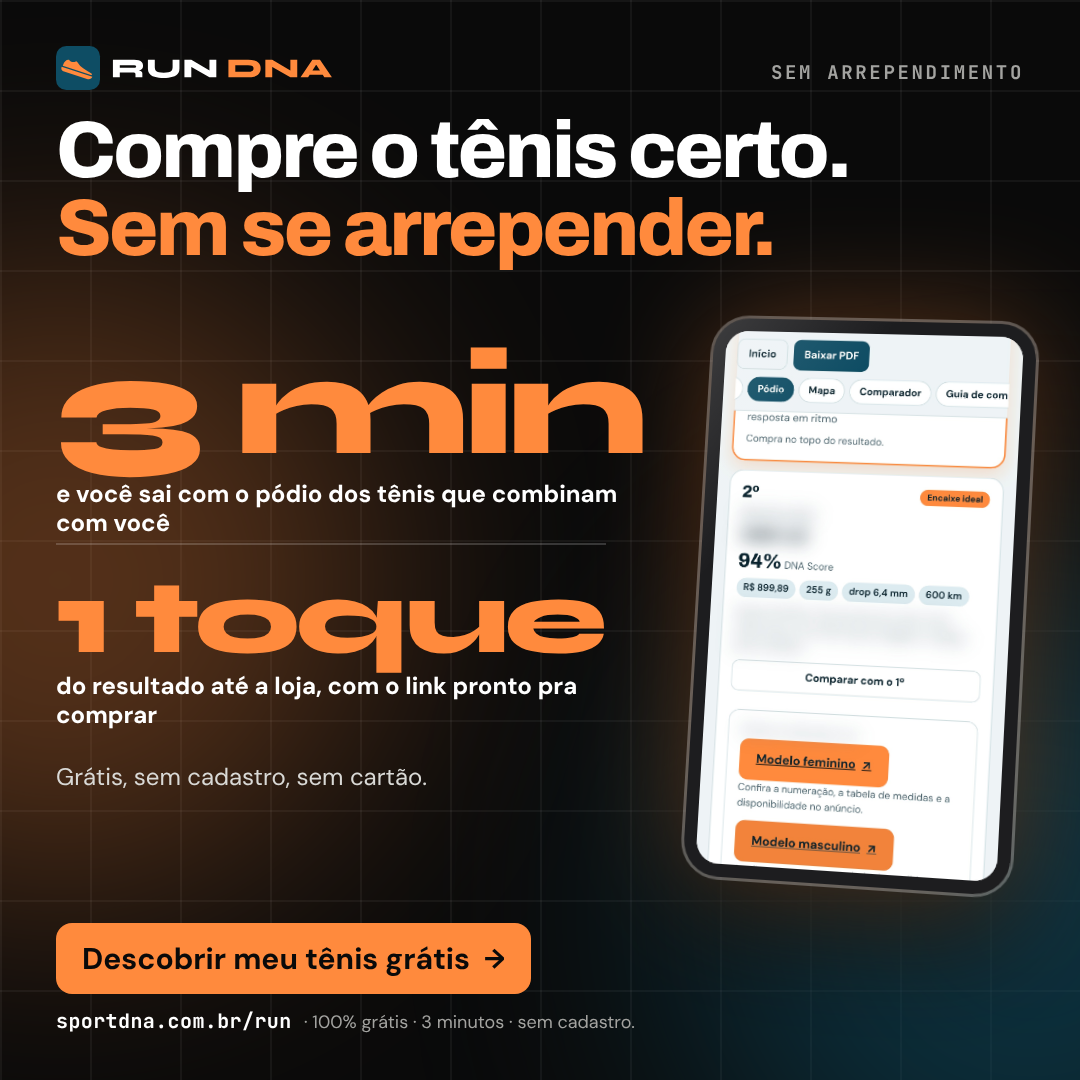 RUN DNA
SEM ARREPENDIMENTO
Compre o tênis certo.
Sem se arrepender.
3 min
e você sai com o pódio dos tênis que combinam
com você
1 toque
do resultado até a loja, com o link pronto pra
comprar
Grátis, sem cadastro, sem cartão.
Início
Baixar PDF
Pódio
Mapa
Comparador
Guia de com
resposta em ritmo
Compra no topo do resultado.
2º
Encaixe ideal
94% DNA Score
R$ 899,89
255 g
drop 6,4 mm
600 km
Comparar com o 1º
Modelo feminino ↗
Confira a numeração, a tabela de medidas e a
disponibilidade no anúncio.
Modelo masculino ↗
Descobrir meu tênis grátis →
sportdna.com.br/run · 100% grátis · 3 minutos · sem cadastro.